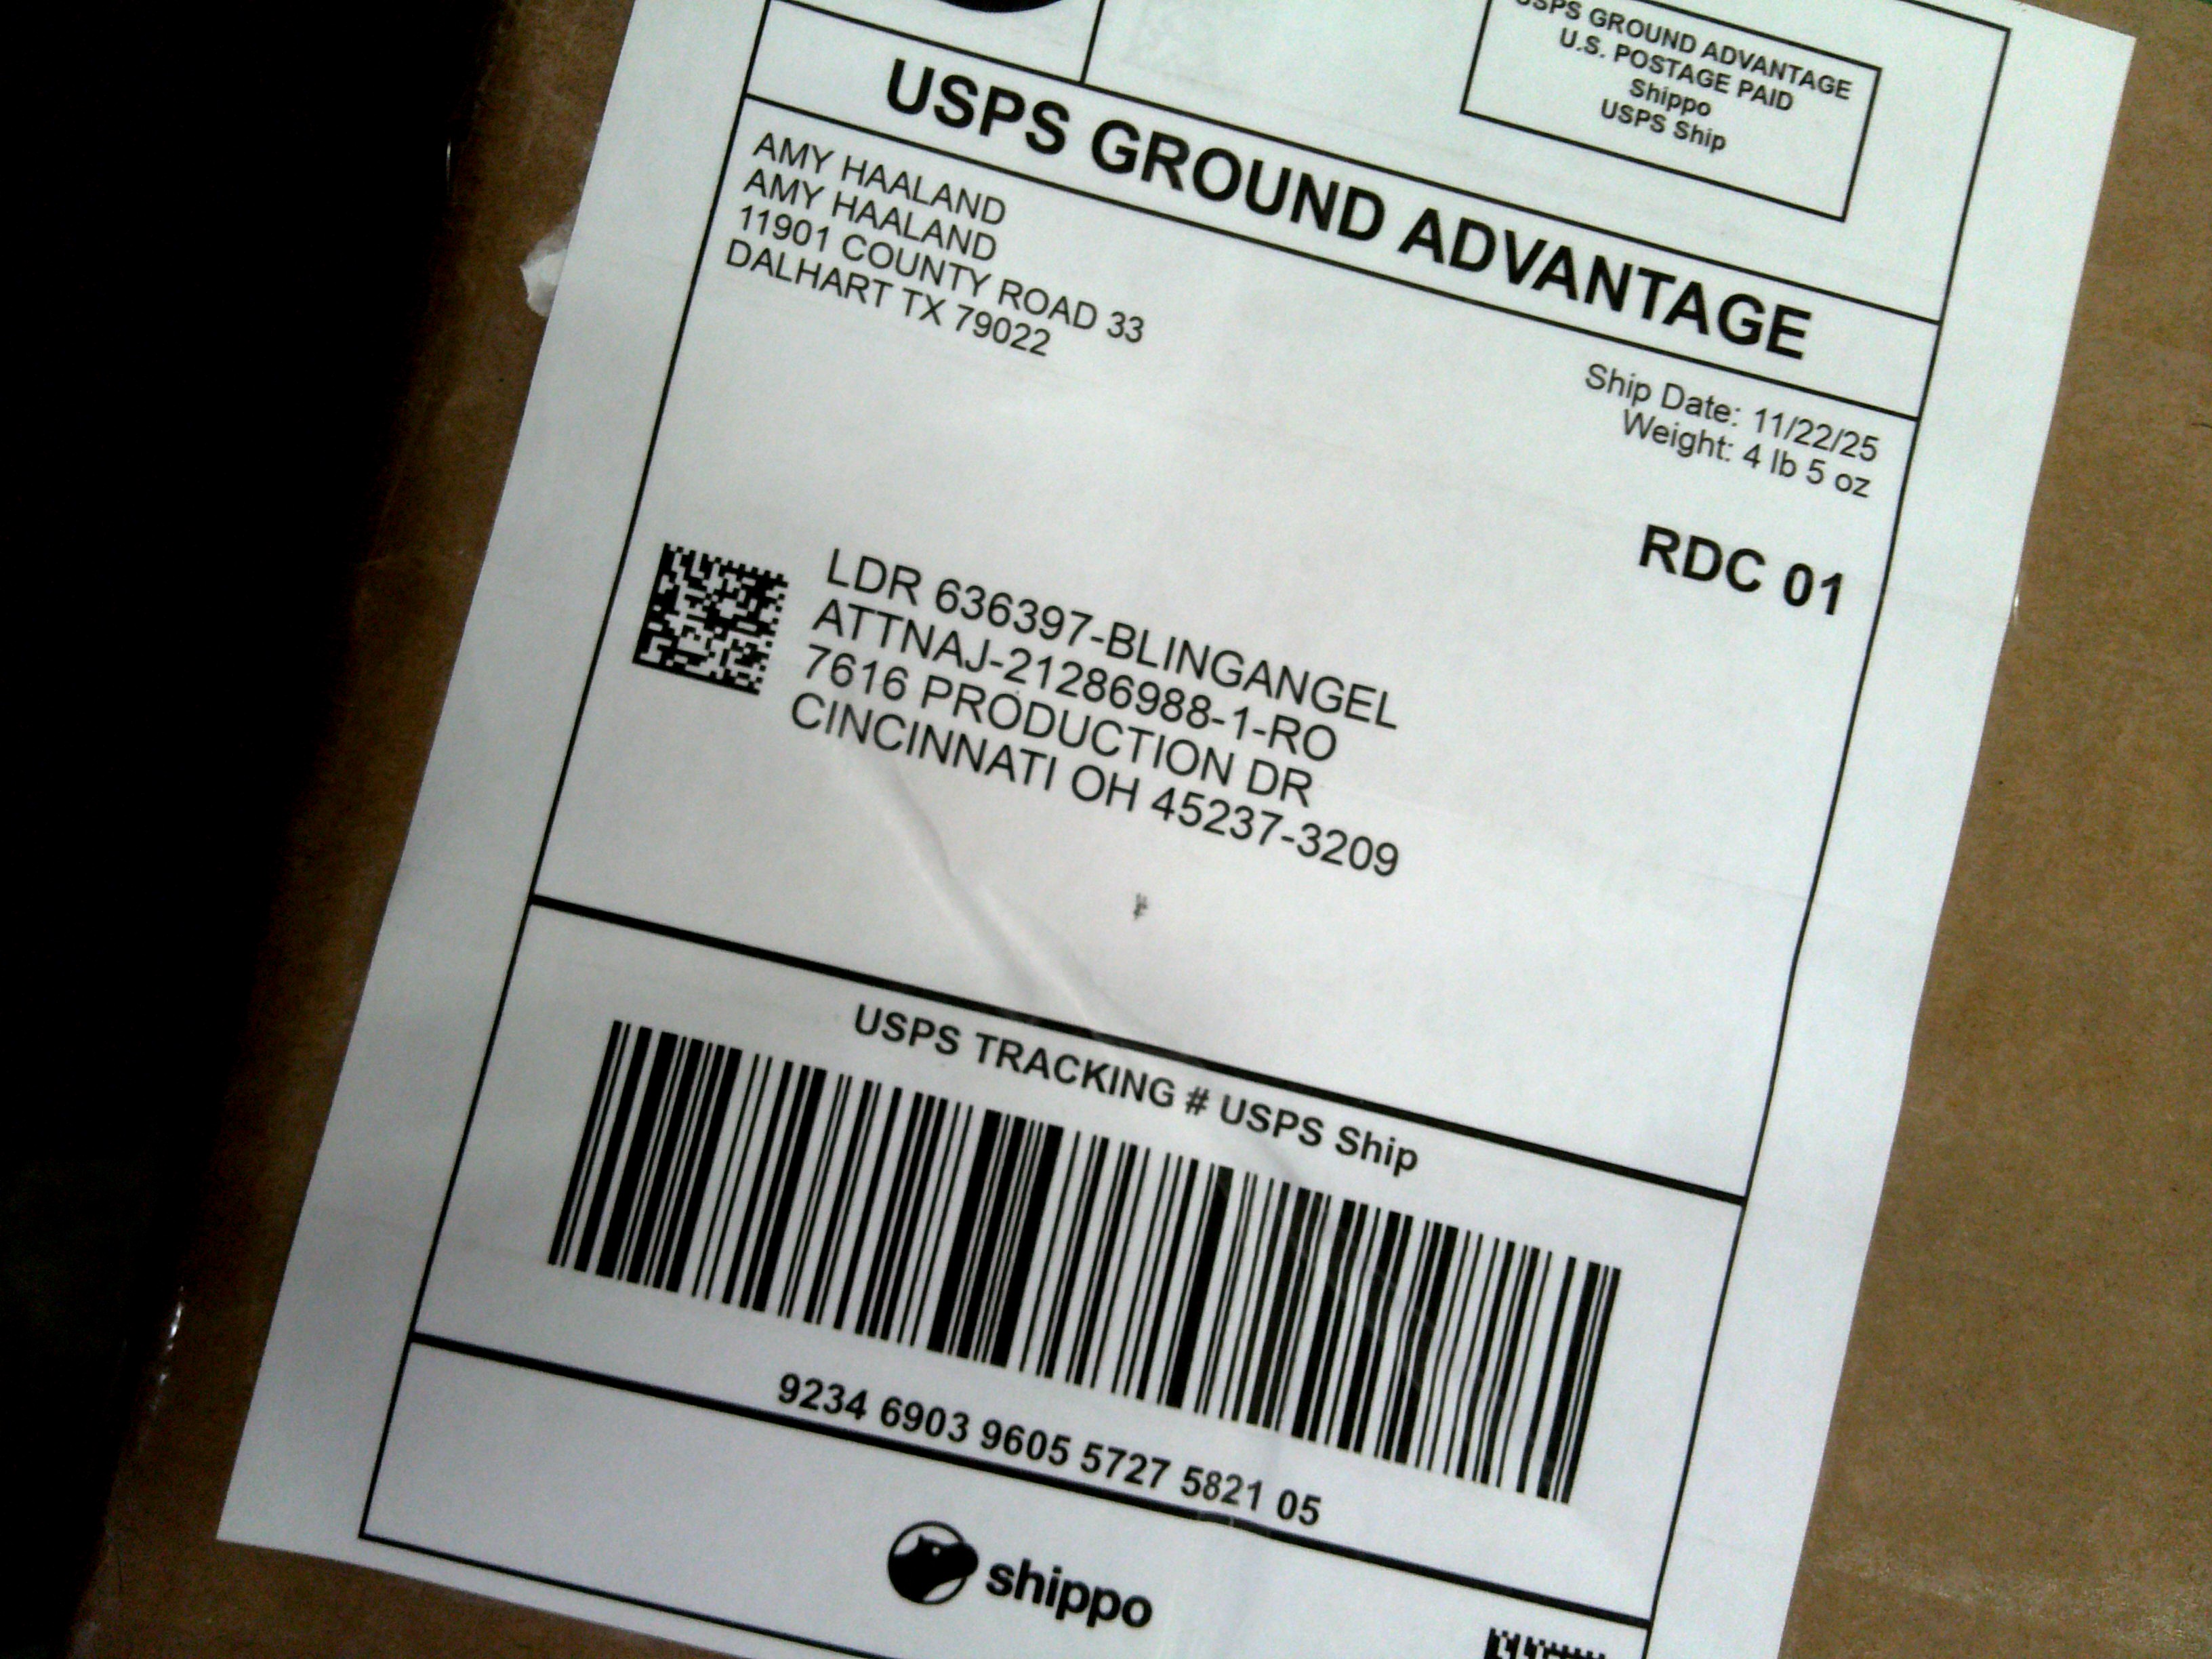 USPS GROUND ADVANTAGE
U.S. POSTAGE PAID
Shippo
USPS Ship
USPS GROUND ADVANTAGE
AMY HAALAND
AMY HAALAND
11901 COUNTY ROAD 33
DALHART TX 79022
Ship Date: 11/22/25
Weight: 4 lb 5 oz
RDC 01
LDR 636397-BLINGANGEL
ATTNAJ-21286988-1-RO
7616 PRODUCTION DR
CINCINNATI OH 45237-3209
USPS TRACKING # USPS Ship
9234 6903 9605 5727 5821 05
shippo